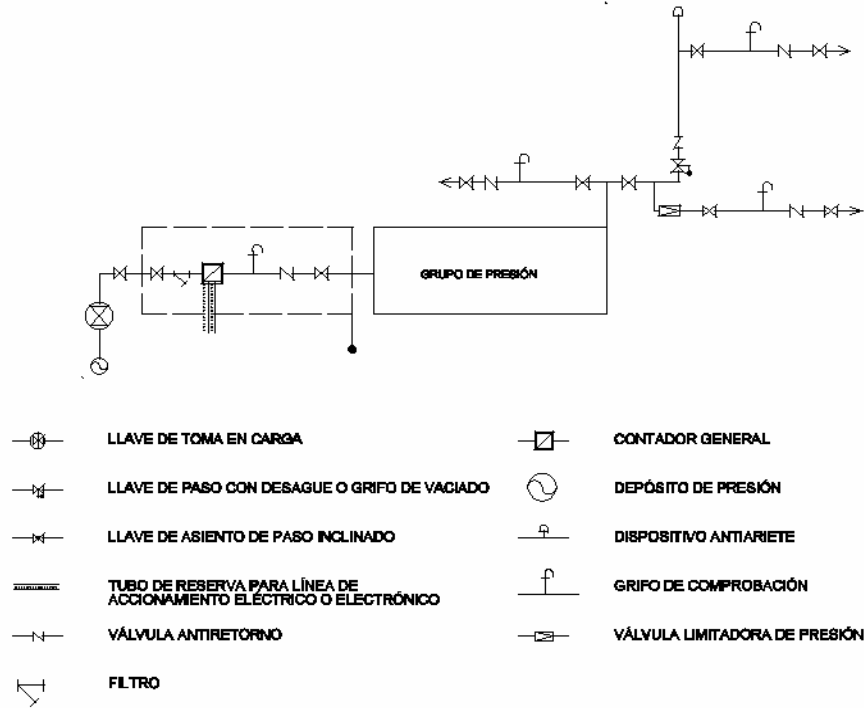 GRUPO DE PRESIÓN
LLAVE DE TOMA EN CARGA
LLAVE DE PASO CON DESAGUE O GRIFO DE VACIADO
LLAVE DE ASIENTO DE PASO INCLINADO
TUBO DE RESERVA PARA LÍNEA DE
ACCIONAMIENTO ELÉCTRICO O ELECTRÓNICO
VÁLVULA ANTIRETORNO
FILTRO
CONTADOR GENERAL
DEPÓSITO DE PRESIÓN
DISPOSITIVO ANTIARIETE
GRIFO DE COMPROBACIÓN
VÁLVULA LIMITADORA DE PRESIÓN